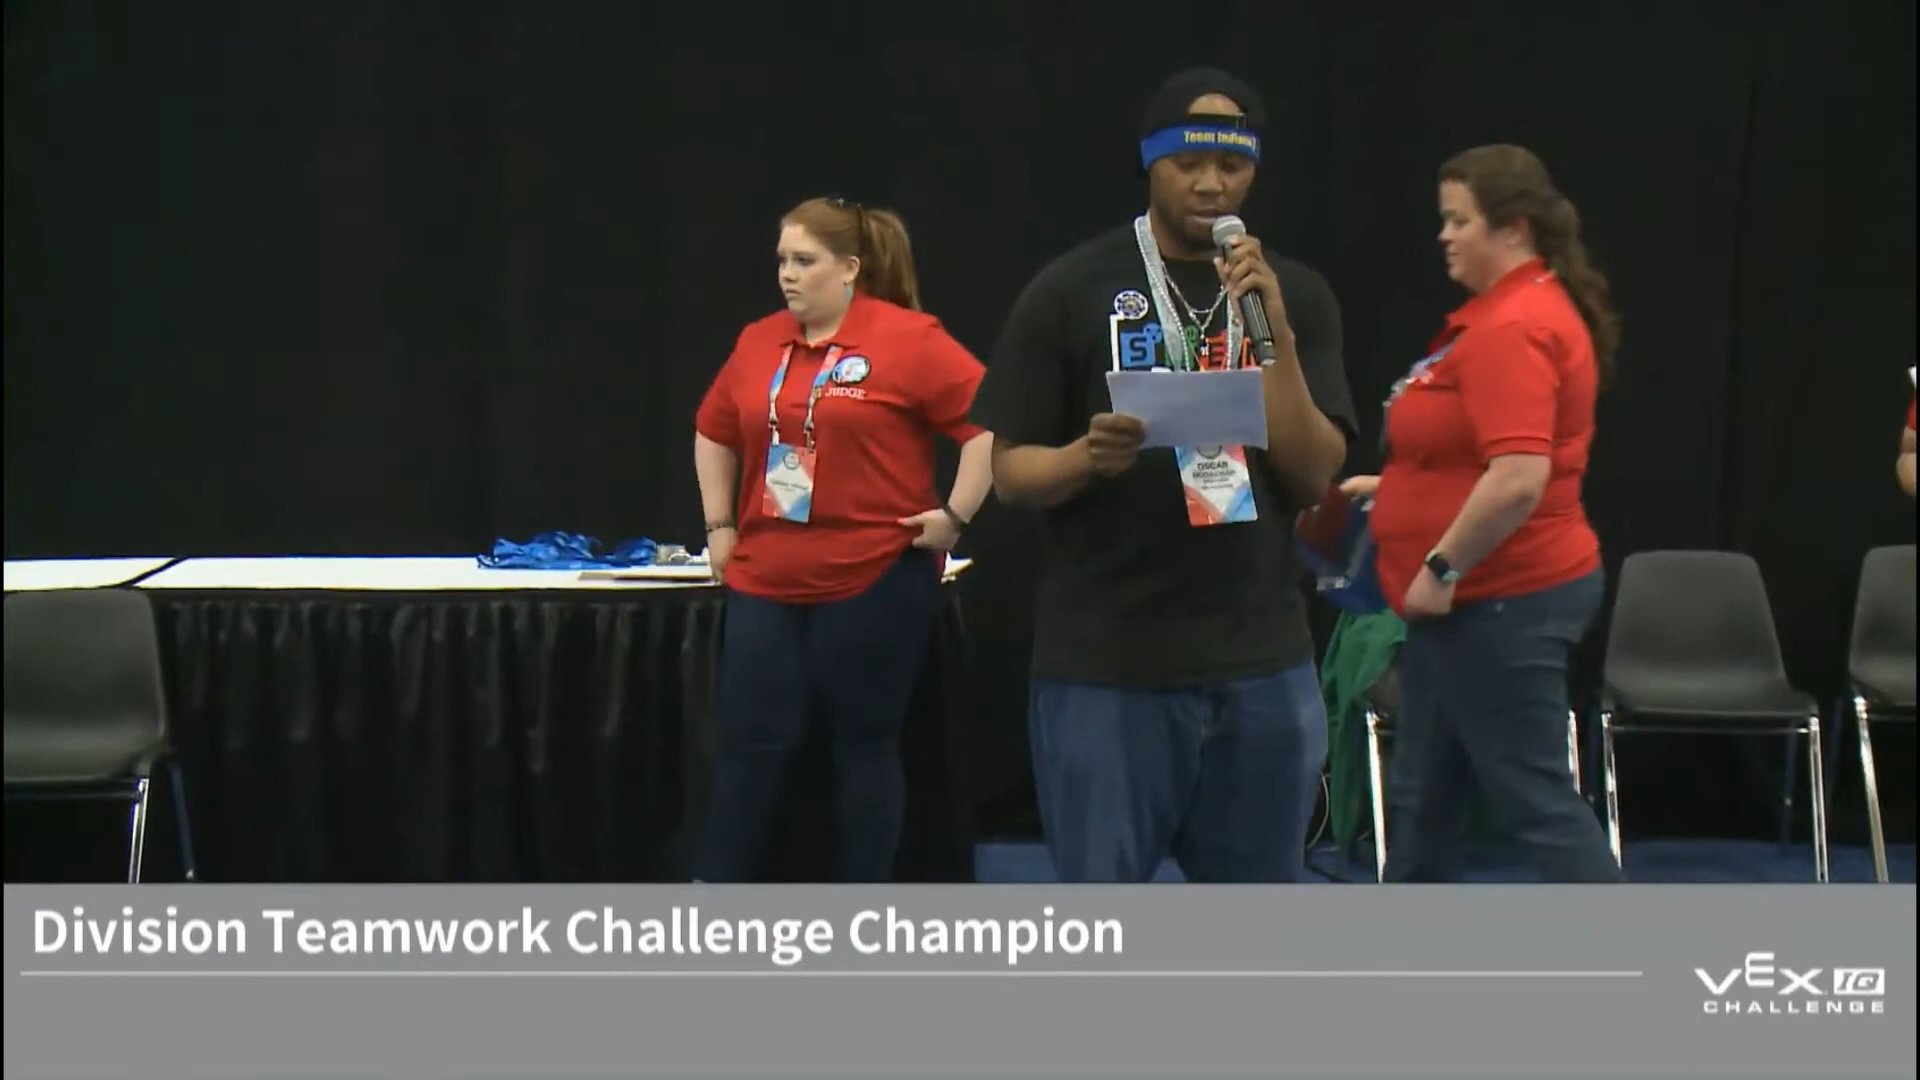 Team Indiana
JUDGE
OSCAR
Division Teamwork Challenge Champion
VEX IQ
CHALLENGE